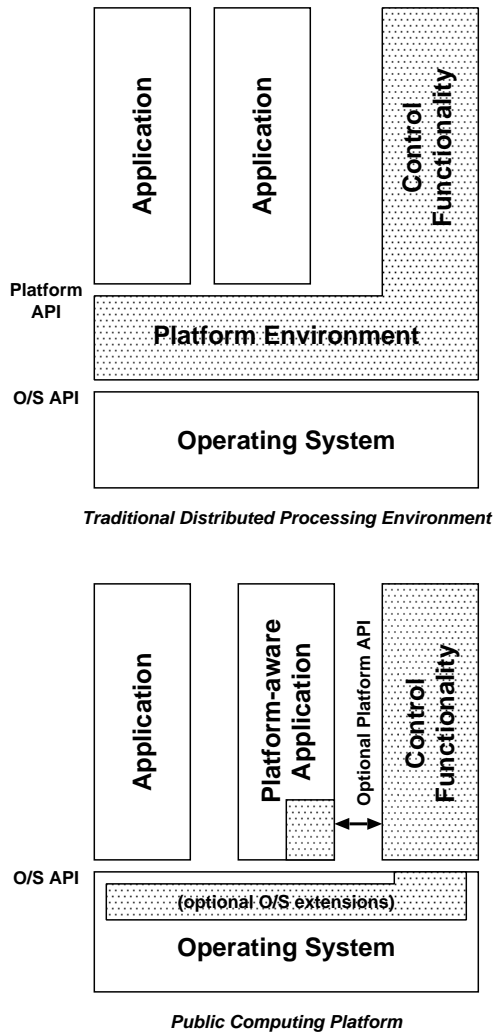 Application
Application
Control
Functionality
Platform
API
Platform Environment
O/S API
Operating System
Traditional Distributed Processing Environment
Application
Platform-aware
Application
Optional Platform API
Control
Functionality
O/S API
(optional O/S extensions)
Operating System
Public Computing Platform